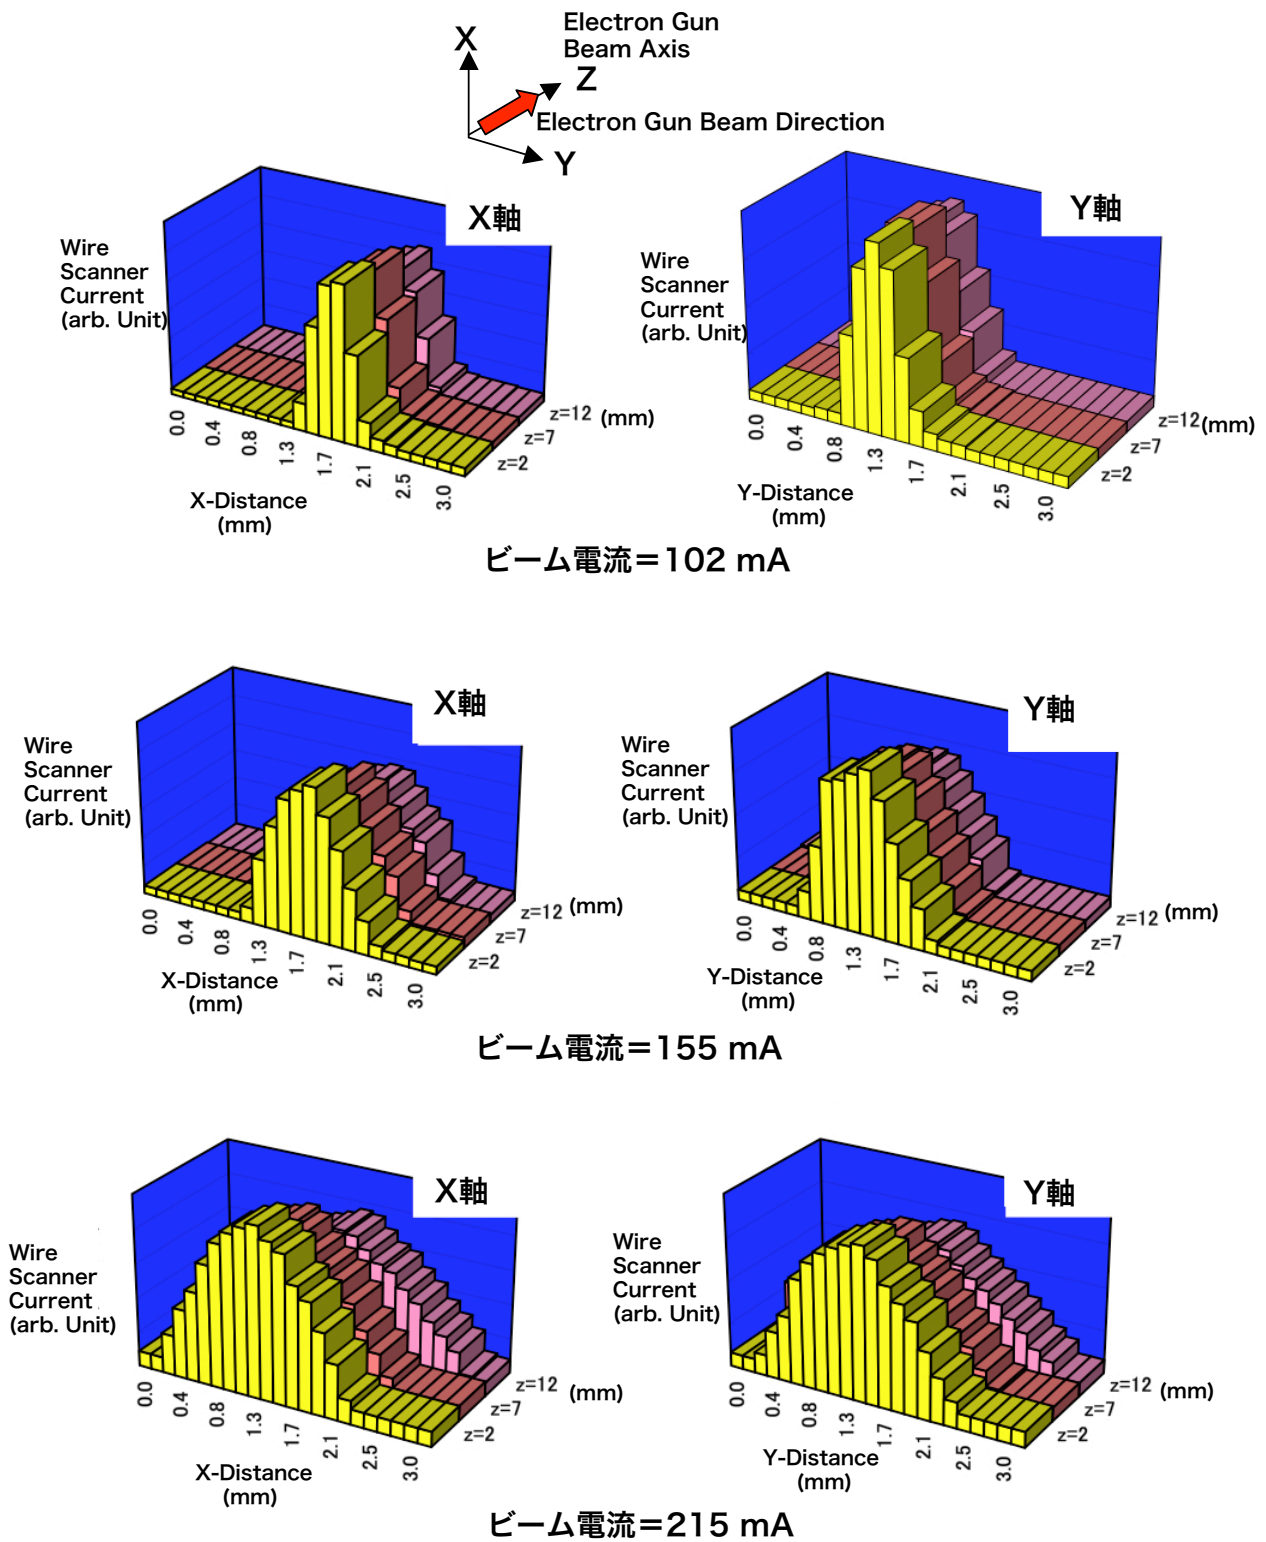 Electron Gun
Beam Axis
X
Z
Electron Gun Beam Direction
Y
X軸
Wire
Scanner
Current
(arb. Unit)
0.0
0.4
0.8
1.3
1.7
2.1
2.5
3.0
z=12 (mm)
z=7
z=2
X-Distance
(mm)
Y軸
Wire
Scanner
Current
(arb. Unit)
0.0
0.4
0.8
1.3
1.7
2.1
2.5
3.0
z=12(mm)
z=7
z=2
Y-Distance
(mm)
ビーム電流＝102 mA
X軸
Wire
Scanner
Current
(arb. Unit)
0.0
0.4
0.8
1.3
1.7
2.1
2.5
3.0
z=12 (mm)
z=7
z=2
X-Distance
(mm)
Y軸
Wire
Scanner
Current
(arb. Unit)
0.0
0.4
0.8
1.3
1.7
2.1
2.5
3.0
z=12 (mm)
z=7
z=2
Y-Distance
(mm)
ビーム電流＝155 mA
X軸
Wire
Scanner
Current
(arb. Unit)
0.0
0.4
0.8
1.3
1.7
2.1
2.5
3.0
z=12 (mm)
z=7
z=2
X-Distance
(mm)
Y軸
Wire
Scanner
Current
(arb. Unit)
0.0
0.4
0.8
1.3
1.7
2.1
2.5
3.0
z=12 (mm)
z=7
z=2
Y-Distance
(mm)
ビーム電流＝215 mA